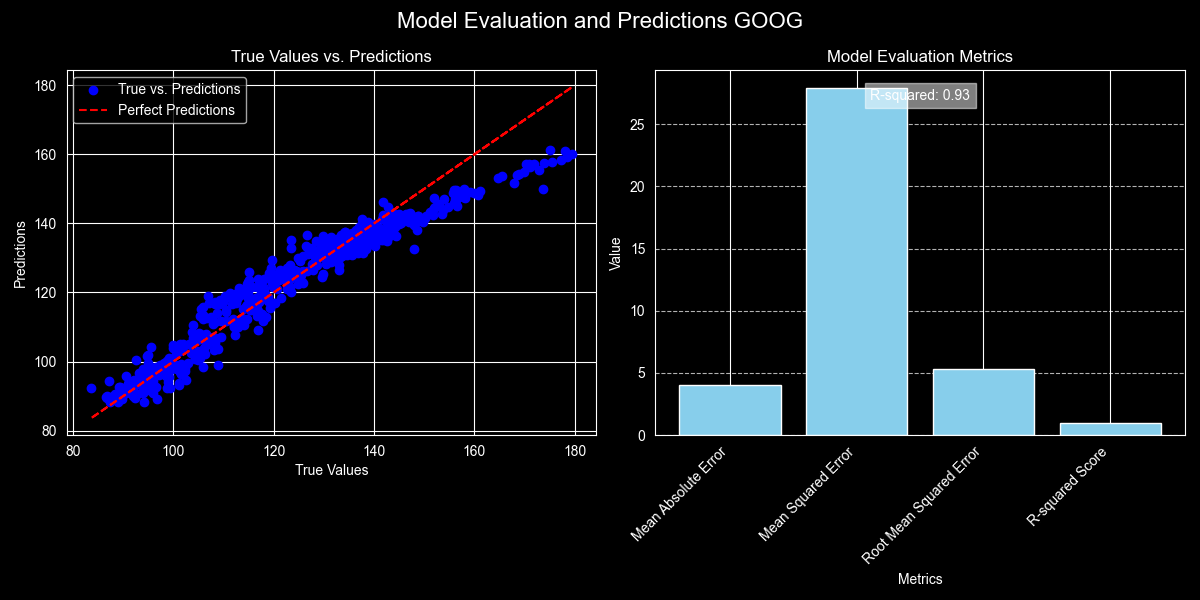 Model Evaluation and Predictions GOOG
True Values vs. Predictions
True vs. Predictions
Perfect Predictions
180
160
140
120
100
80
Predictions
80 100 120 140 160 180
True Values
Model Evaluation Metrics
R-squared: 0.93
25
20
15
10
5
0
Value
Mean Absolute Error
Mean Squared Error
Root Mean Squared Error
R-squared Score
Metrics